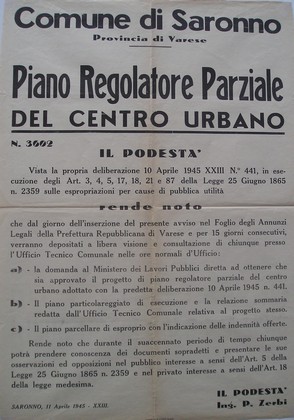 Comune di Saronno
Provincia di Varese
Piano Regolatore Parziale
DEL CENTRO URBANO
N. 3602
IL PODESTA'
Vista la propria deliberazione 10 Aprile 1945 XXIII N.° 441, in ese-
cuzione degli Art. 3, 4, 5, 17, 18, 21 e 87 della Legge 25 Giugno 1865
n. 2359 sulle espropriazioni per cause di pubblica utilità
rende noto
che dal giorno dell'inserzione del presente avviso nel Foglio degli Annunzi
Legali della Prefettura Repubblicana di Varese e per 15 giorni consecutivi,
verranno depositati a libera visione e consultazione di chiunque presso
l'Ufficio Tecnico Comunale nelle ore normali d'Ufficio:
a) - la domanda al Ministero dei Lavori Pubblici diretta ad ottenere che
sia approvato il progetto di piano regolatore parziale del centro
urbano adottato con la predetta deliberazione 10 Aprile 1945 n. 441.
b) - Il piano particolareggiato di esecuzione e la relazione sommaria
redatta dall'Ufficio Tecnico Comunale relativa al progetto stesso.
c) - Il piano parcellare di esproprio con l'indicazione delle indennità offerte.
Rende noto che durante il suaccennato periodo di tempo chiunque
potrà prendere conoscenza dei documenti sopradetti e presentare le sue
osservazioni ed opposizioni nel pubblico interesse a sensi dell'Art. 5 della
Legge 25 Giugno 1865 n. 2359 e nel privato interesse a sensi dell'Art. 18
della legge medesima.
SARONNO, 11 Aprile 1945 - XXIII.
IL PODESTA'
Ing. P. Zerbi